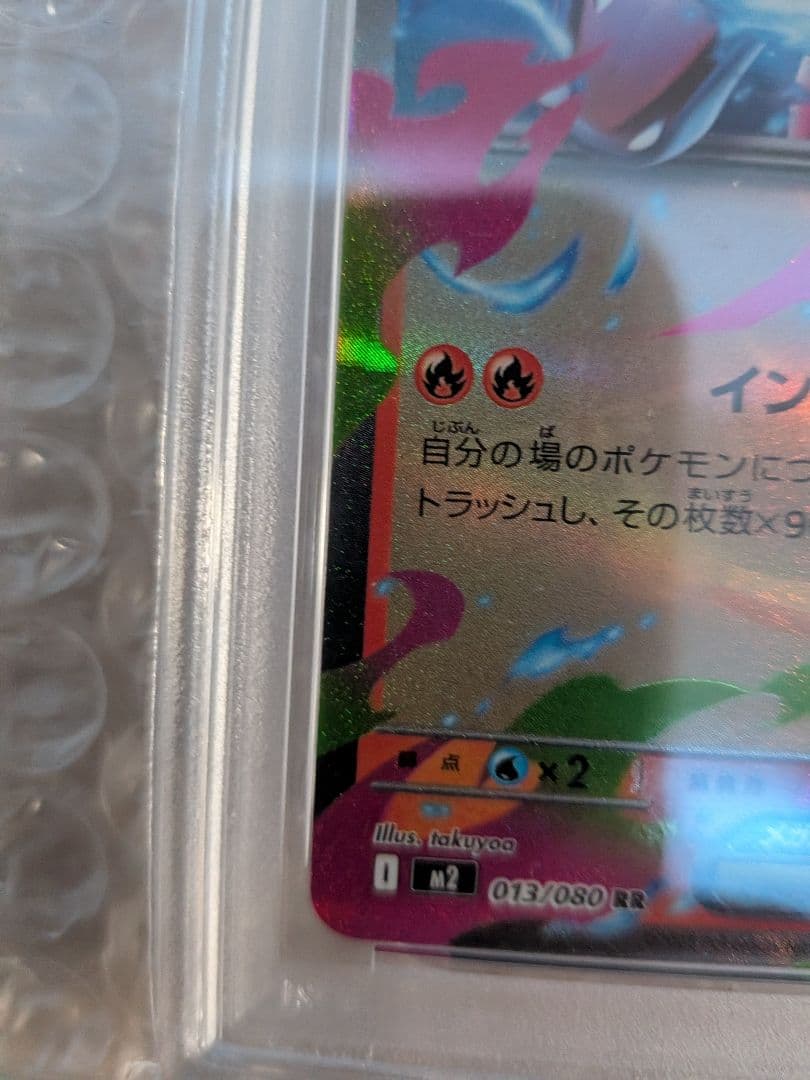 イン
じぶん ば
自分の場のポケモンにつ
まいすう
トラッシュし、その枚数×9
点 ×2
Illus. takuyoa
I M2 013/080 RR